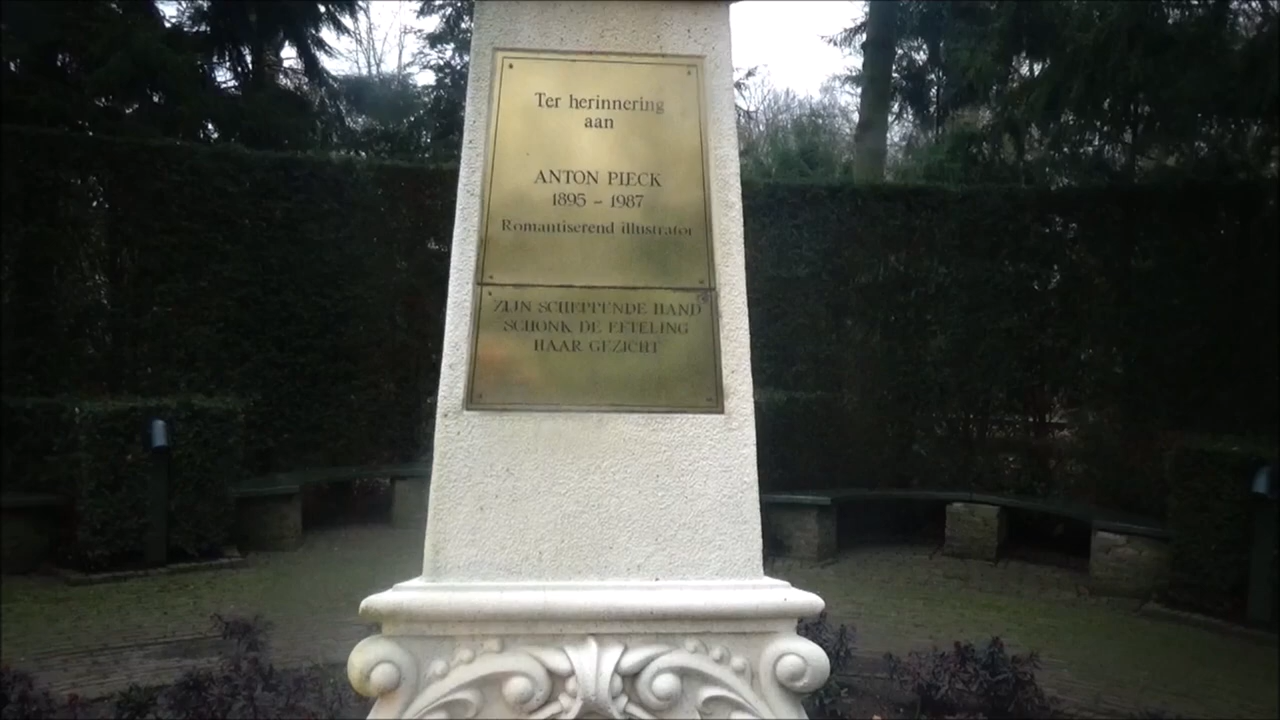 Ter herinnering
aan
ANTON PIECK
1895 - 1987
Romantiserend illustrator
ZIJN SCHEPPENDE HAND
SCHONK DE EFTELING
HAAR GEZICHT